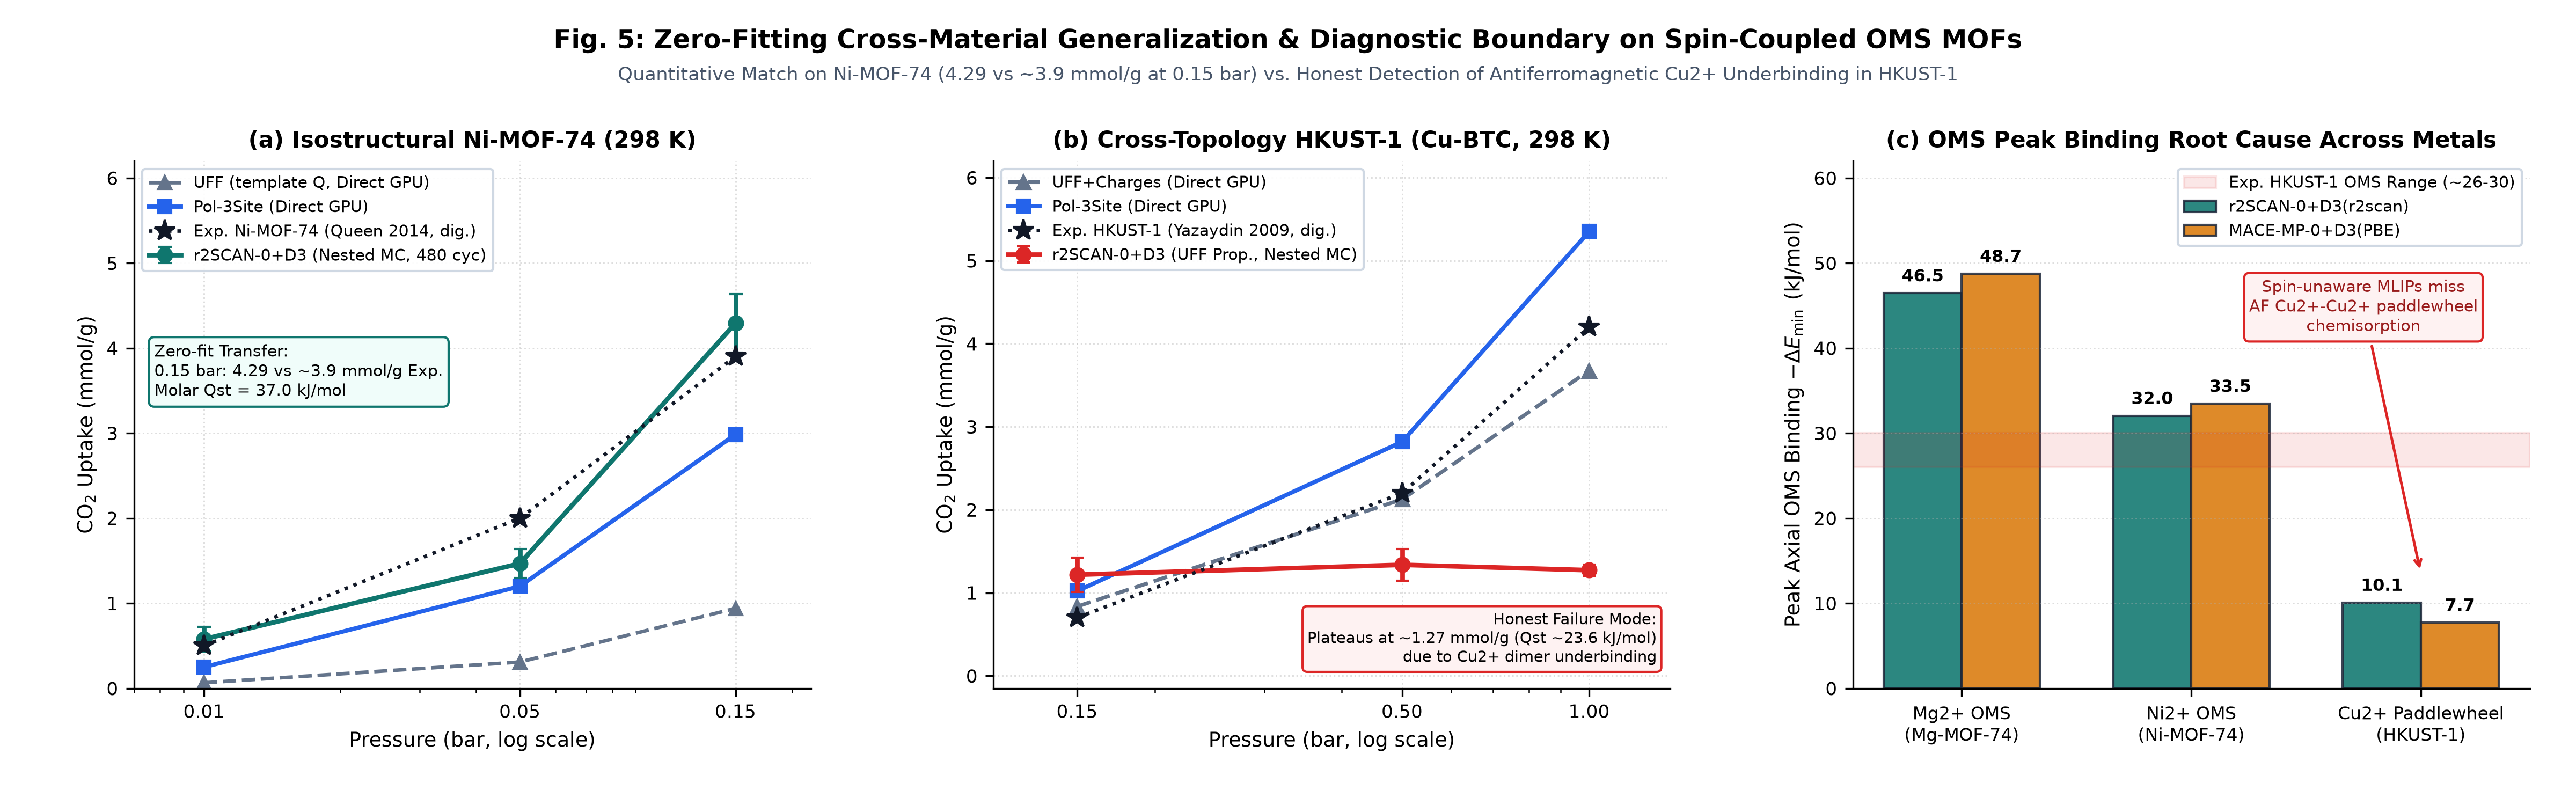 Fig. 5: Zero-Fitting Cross-Material Generalization & Diagnostic Boundary on Spin-Coupled OMS MOFs
Quantitative Match on Ni-MOF-74 (4.29 vs ~3.9 mmol/g at 0.15 bar) vs. Honest Detection of Antiferromagnetic Cu2+ Underbinding in HKUST-1
(a) Isostructural Ni-MOF-74 (298 K)
UFF (template Q, Direct GPU)
Pol-3Site (Direct GPU)
Exp. Ni-MOF-74 (Queen 2014, dig.)
r2SCAN-0+D3 (Nested MC, 480 cyc)
Zero-fit Transfer:
0.15 bar: 4.29 vs ~3.9 mmol/g Exp.
Molar Qst = 37.0 kJ/mol
CO₂ Uptake (mmol/g)
6
5
4
3
2
1
0
0.01
0.05
0.15
Pressure (bar, log scale)
(b) Cross-Topology HKUST-1 (Cu-BTC, 298 K)
UFF+Charges (Direct GPU)
Pol-3Site (Direct GPU)
Exp. HKUST-1 (Yazaydin 2009, dig.)
r2SCAN-0+D3 (UFF Prop., Nested MC)
Honest Failure Mode:
Plateaus at ~1.27 mmol/g (Qst ~23.6 kJ/mol)
due to Cu2+ dimer underbinding
CO₂ Uptake (mmol/g)
6
5
4
3
2
1
0
0.15
0.50
1.00
Pressure (bar, log scale)
(c) OMS Peak Binding Root Cause Across Metals
Exp. HKUST-1 OMS Range (~26-30)
r2SCAN-0+D3(r2scan)
MACE-MP-0+D3(PBE)
Spin-unaware MLIPs miss
AF Cu2+-Cu2+ paddlewheel
chemisorption
Peak Axial OMS Binding −ΔE_min (kJ/mol)
60
50
40
30
20
10
0
46.5
48.7
32.0
33.5
10.1
7.7
Mg2+ OMS
(Mg-MOF-74)
Ni2+ OMS
(Ni-MOF-74)
Cu2+ Paddlewheel
(HKUST-1)